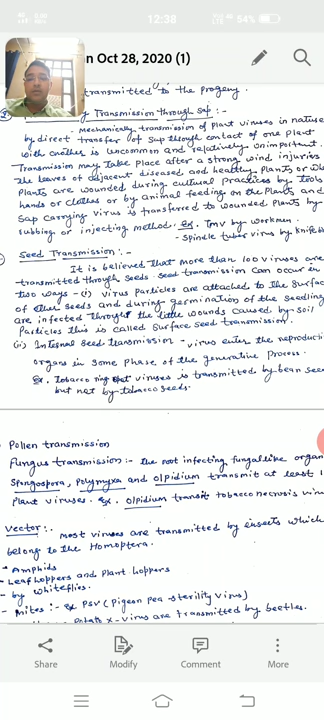 12:38
54%
n Oct 28, 2020 (1)
transmitted to the progeny.
Transmission through sap :-
- Mechanically transmission of plant viruses in nature
by direct transfer of sap through contact of one plant
with another is uncommon and relatively unimportant.
Transmission may take place after a strong wind injuries
the leaves of adjacent diseased and healthy plants or wh
Plants are wounded during cultural practices by tools
hands or clothes or by animal feeding on the plants and
Sap carrying virus is transferred to wounded plants by
rubbing or injecting method. Ex. TMV by workmen.
- Spindle tuber virus by knife
Seed Transmission :-
It is believed that more than 100 viruses are
transmitted through seeds. Seed transmission can occur in
two ways - (i) virus particles are attached to the surfac
of the seeds and during germination of the seedling
are infected throught the little wounds caused by soil
Particles this is called Surface seed transmission.
(ii) Internal seed transmission - virus enter the reproducti
organs in some phase of the generative process.
Ex. Tobacco ring spot viruses is transmitted by bean see
but not by tobacco seeds.
Pollen transmission
Fungus transmission :- the root infecting fungal like organ
Spongospora, Polymyxa and Olpidium transmit at least 1
Plant viruses. Ex. Olpidium transmit tobacco necrosis viru
Vector :. Most viruses are transmitted by insects which
belong to the Homoptera.
- Amphids
- Leaf hoppers and Plant hoppers
- by whiteflies.
- Mites :- Ex PSV (Pigeon pea sterility virus)
Potato x-virus are transmitted by beetles.
Share
Modify
Comment
More